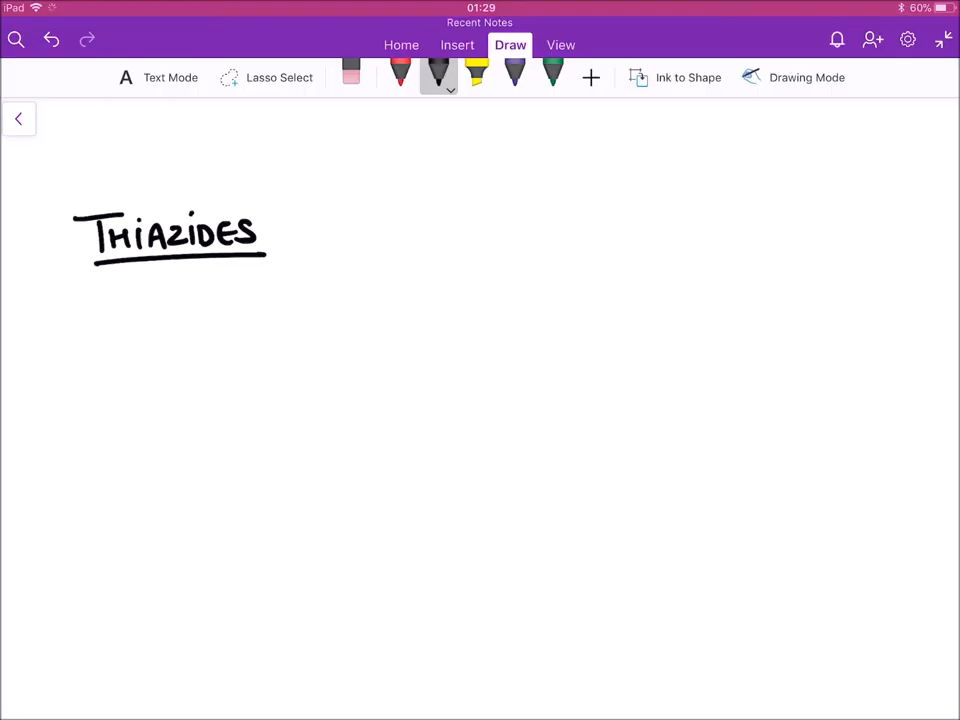 iPad 01:29 60%
Recent Notes
Home Insert Draw View
A Text Mode Lasso Select Ink to Shape Drawing Mode
THiAZiDES